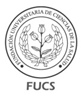 FUNDACIÓN UNIVERSITARIA DE CIENCIAS DE LA SALUD
FUCS